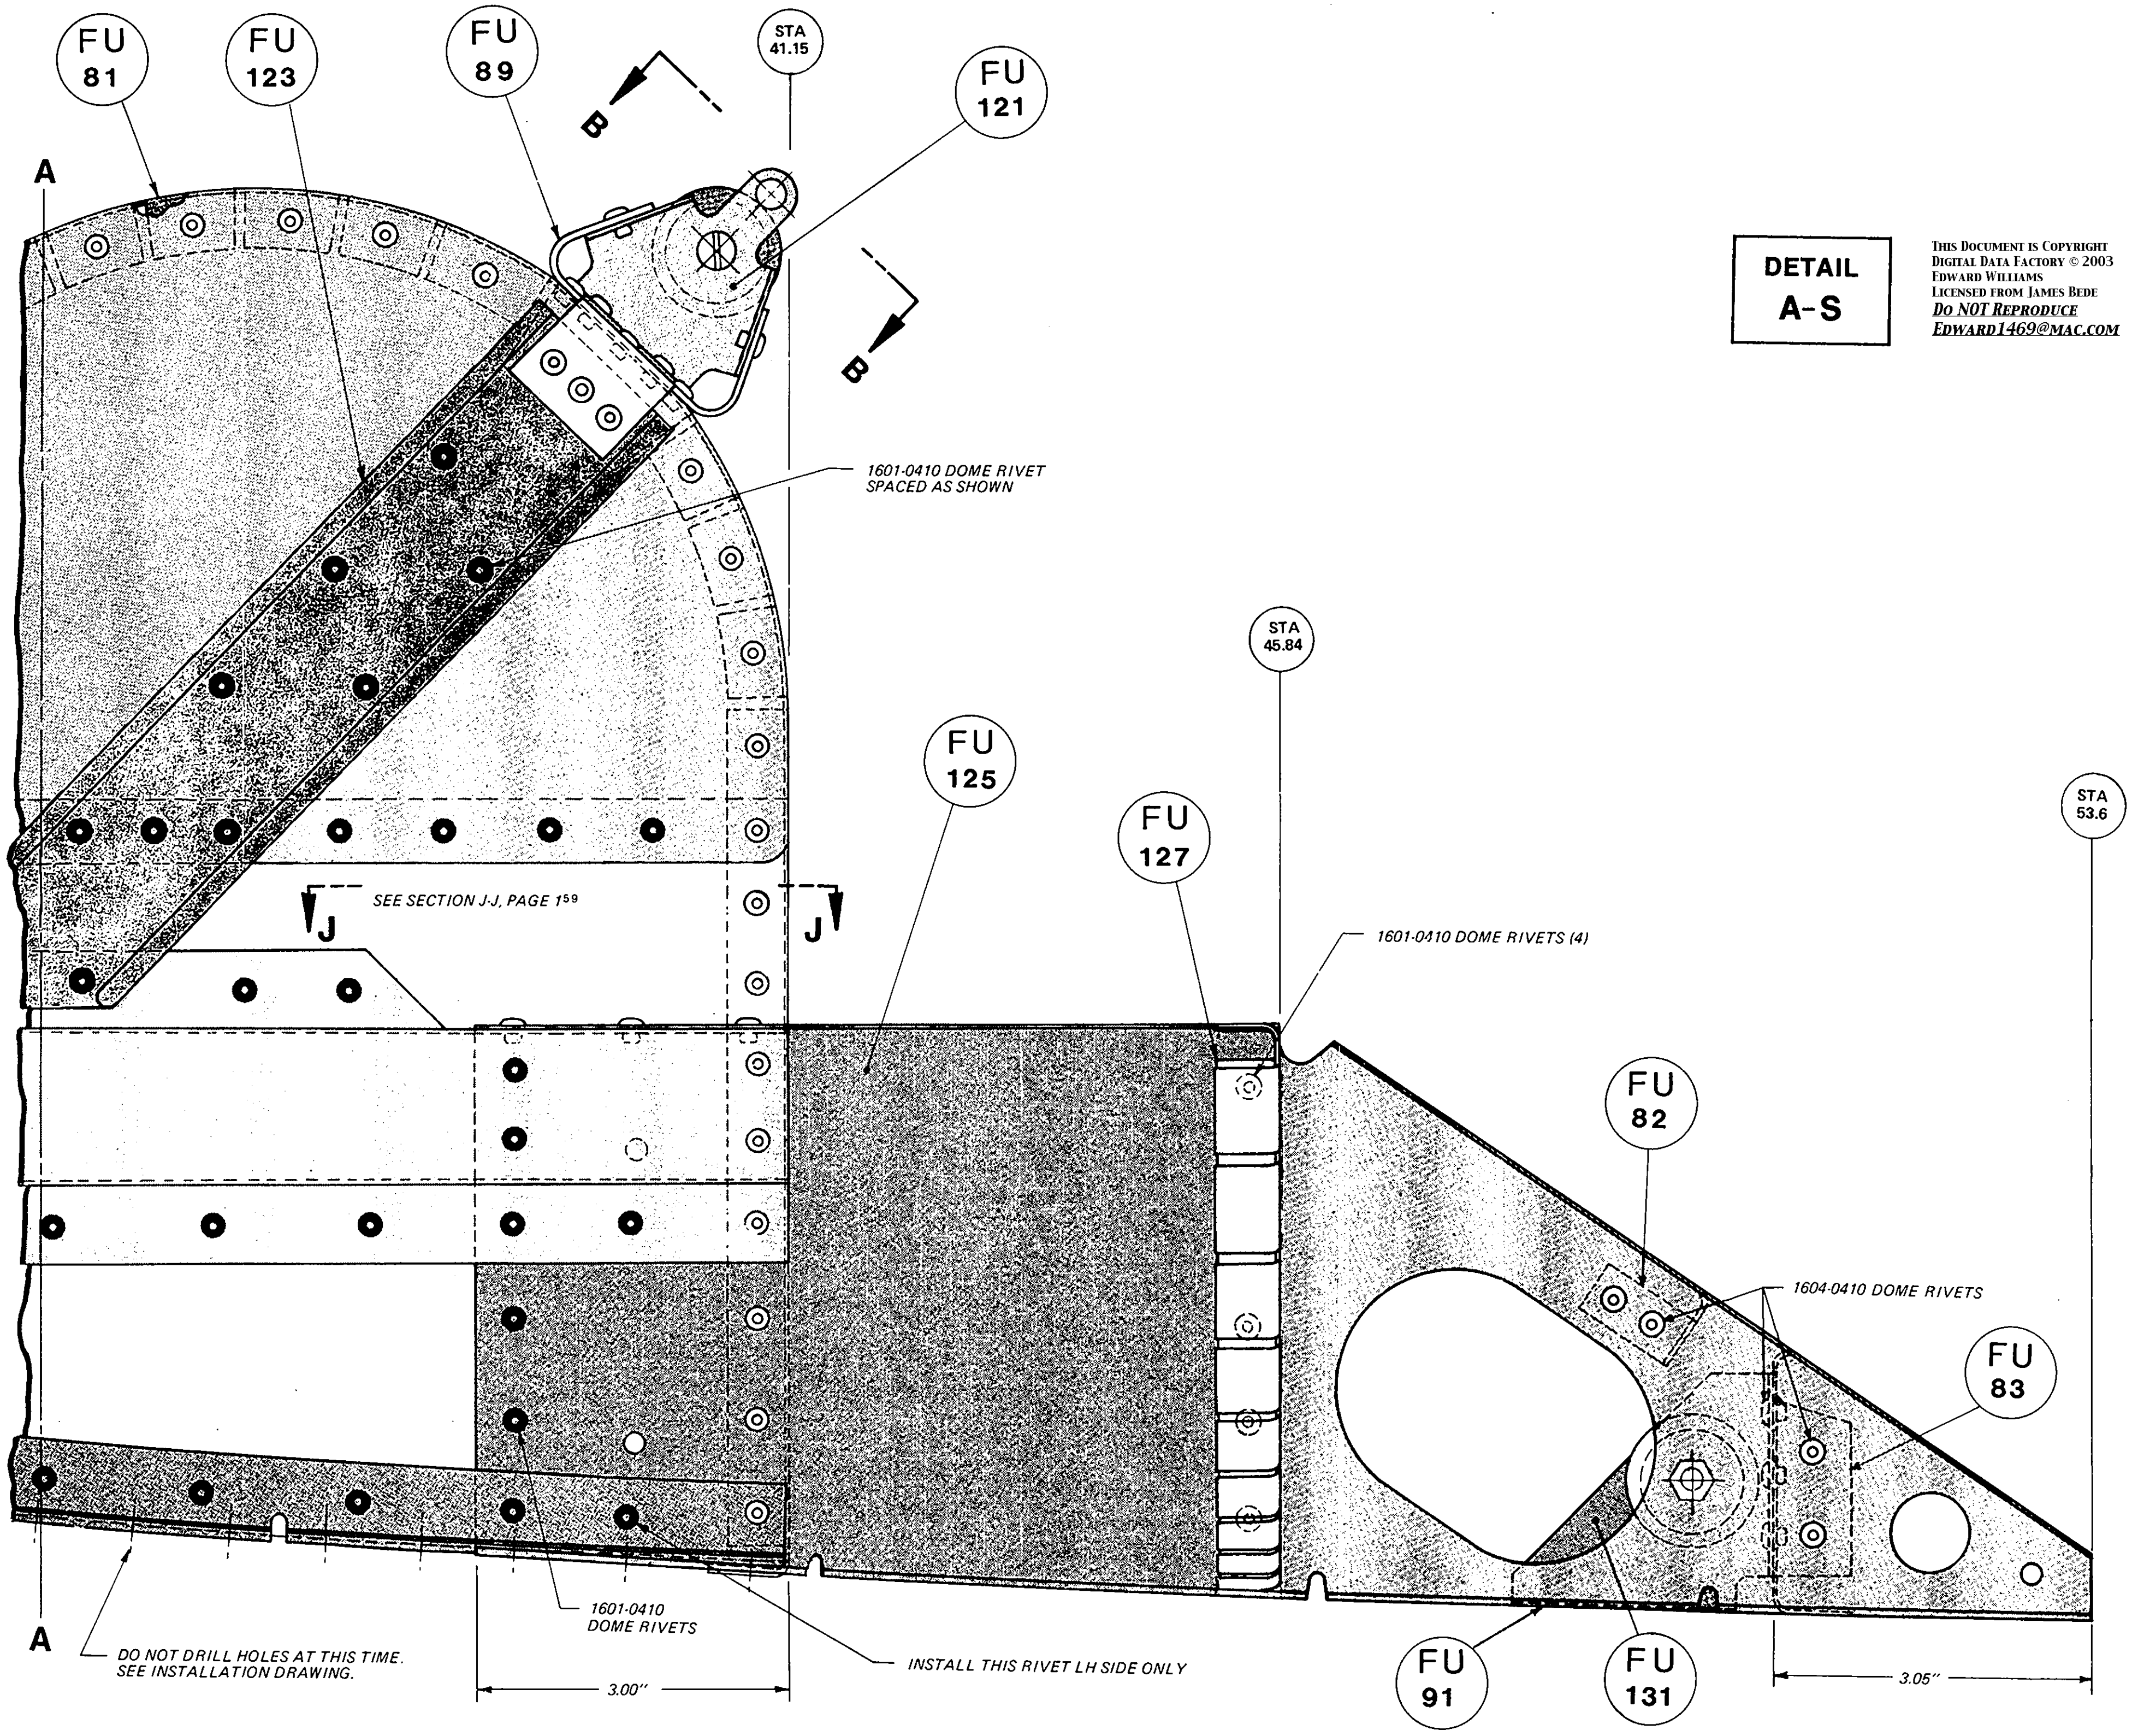 FU
81
FU
123
FU
89
STA
41.15
FU
121
B
B
A
DETAIL
A-S
THIS DOCUMENT IS COPYRIGHT
DIGITAL DATA FACTORY © 2003
EDWARD WILLIAMS
LICENSED FROM JAMES BEDE
DO NOT REPRODUCE
EDWARD1469@MAC.COM
1601-0410 DOME RIVET
SPACED AS SHOWN
STA
45.84
FU
125
FU
127
STA
53.6
SEE SECTION J-J, PAGE 159
J
J
1601-0410 DOME RIVETS (4)
FU
82
1604-0410 DOME RIVETS
FU
83
1601-0410
DOME RIVETS
A
DO NOT DRILL HOLES AT THIS TIME.
SEE INSTALLATION DRAWING.
INSTALL THIS RIVET LH SIDE ONLY
3.00"
FU
91
FU
131
3.05"